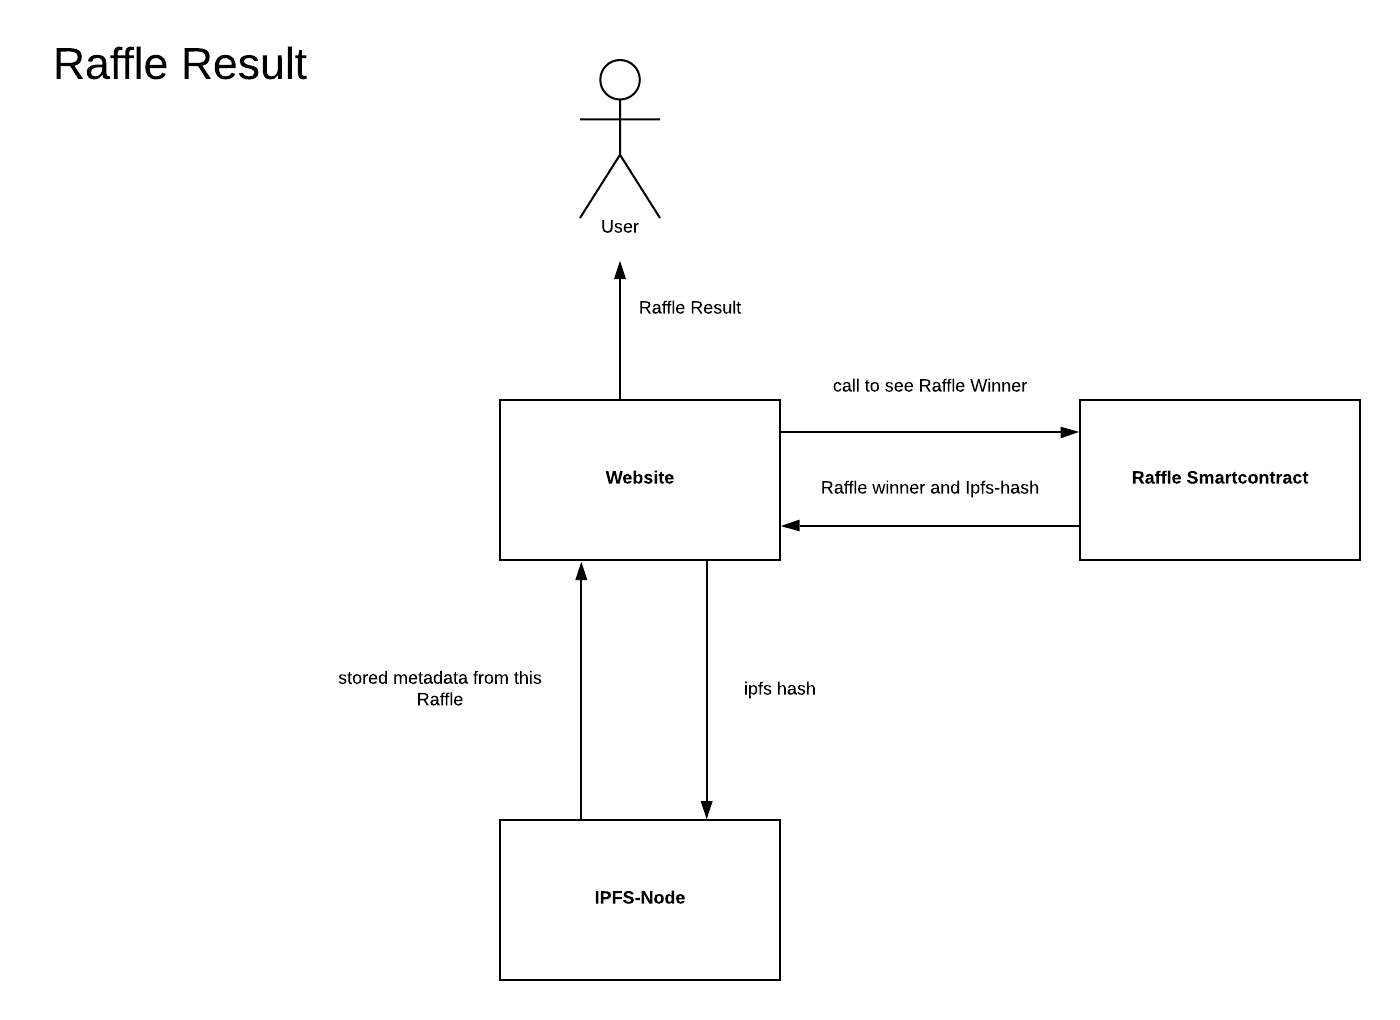 Raffle Result
User
Raffle Result
call to see Raffle Winner
Website
Raffle winner and Ipfs-hash
Raffle Smartcontract
stored metadata from this
Raffle
ipfs hash
IPFS-Node